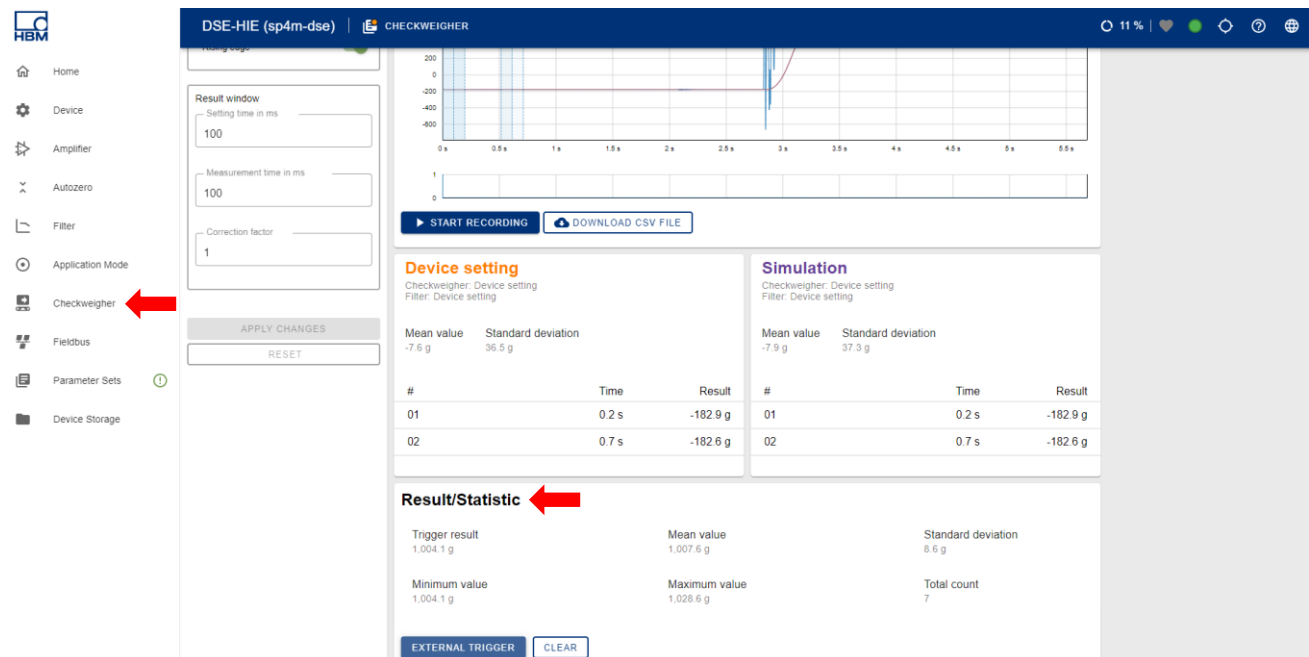 HBM
DSE-HIE (sp4m-dse) | CHECKWEIGHER
11 %
Home
Device
Amplifier
Autozero
Filter
Application Mode
Checkweigher
Fieldbus
Parameter Sets
Device Storage
Rising edge
Result window
Setting time in ms
100
Measurement time in ms
100
Correction factor
1
APPLY CHANGES
RESET
200
0
-200
-400
-600
0 s 0.5 s 1 s 1.5 s 2 s 2.5 s 3 s 3.5 s 4 s 4.5 s 5 s 5.5 s
1
0
START RECORDING DOWNLOAD CSV FILE
Device setting
Checkweigher: Device setting
Filter: Device setting
Mean value Standard deviation
-7.6 g 36.5 g
# Time Result
01 0.2 s -182.9 g
02 0.7 s -182.6 g
Simulation
Checkweigher: Device setting
Filter: Device setting
Mean value Standard deviation
-7.9 g 37.3 g
# Time Result
01 0.2 s -182.9 g
02 0.7 s -182.6 g
Result/Statistic
Trigger result Mean value Standard deviation
1,004.1 g 1,007.6 g 8.6 g
Minimum value Maximum value Total count
1,004.1 g 1,028.6 g 7
EXTERNAL TRIGGER CLEAR